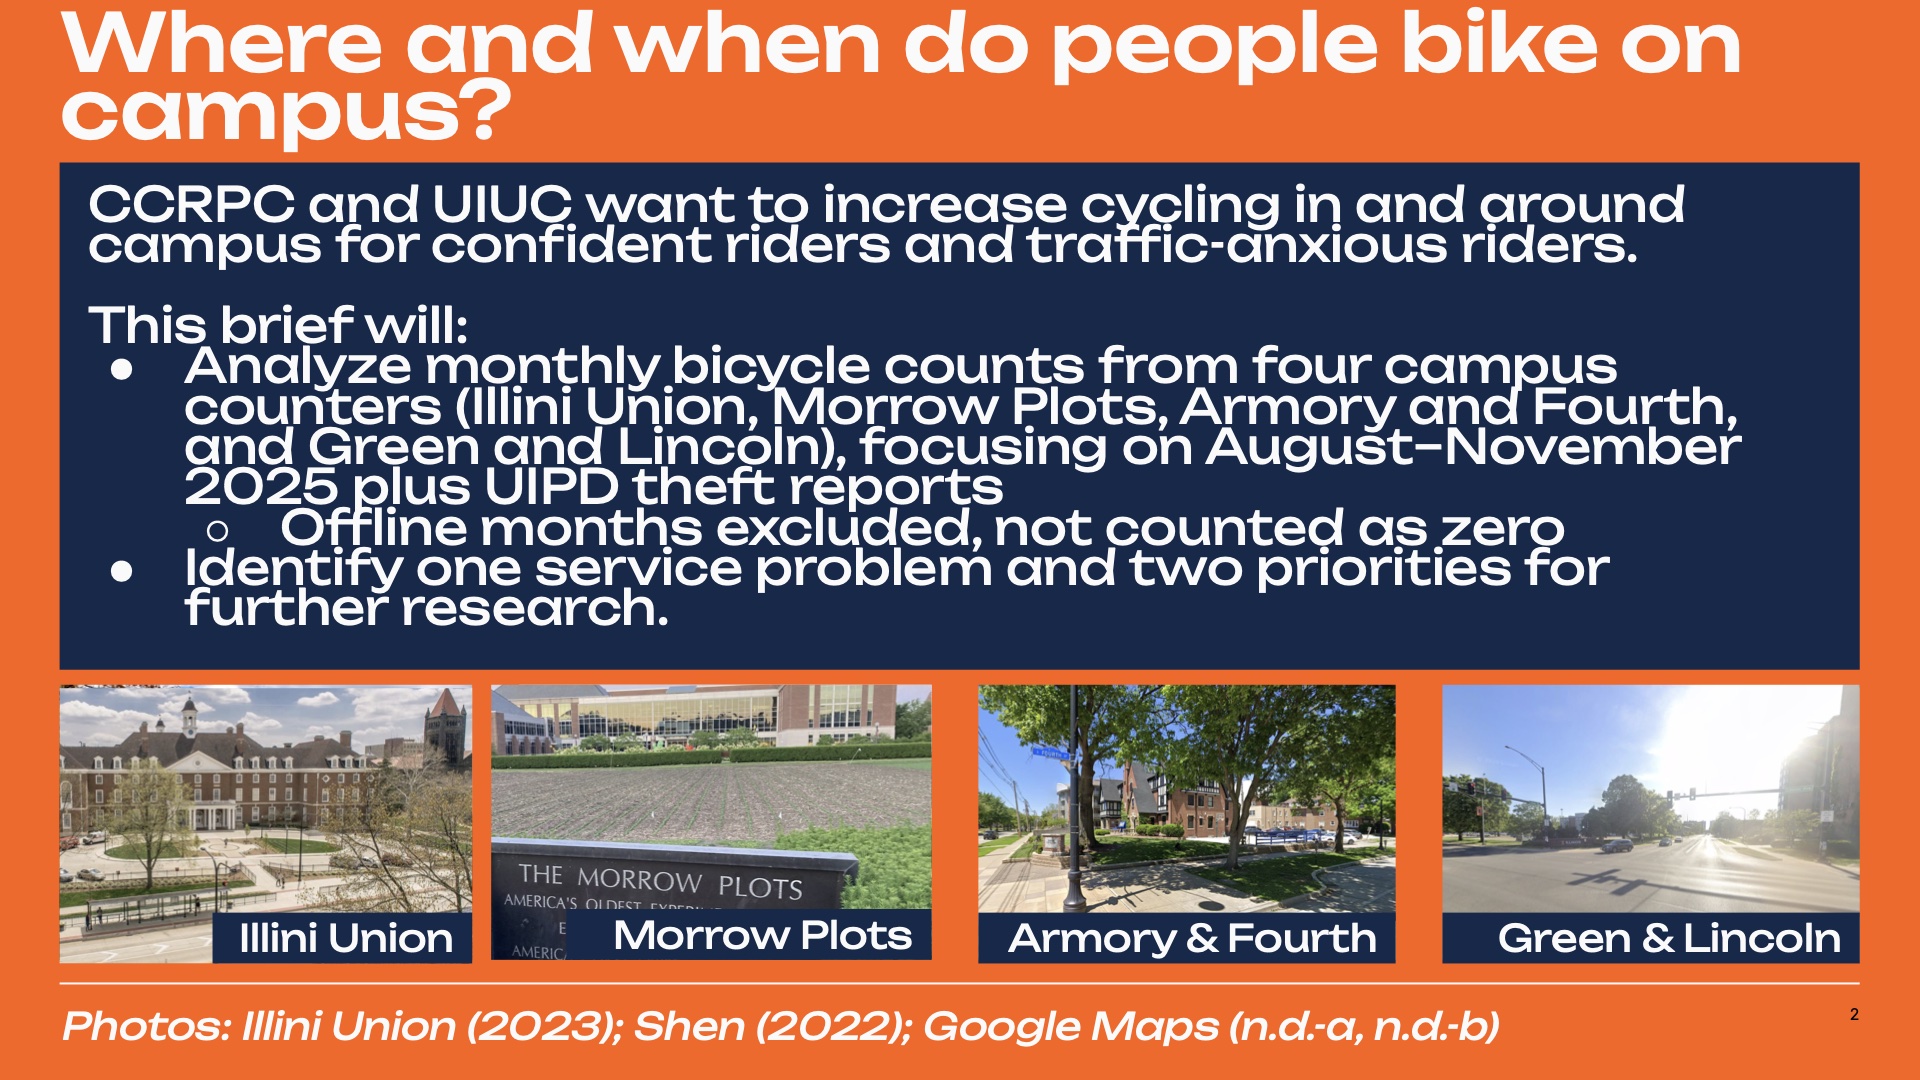 Where and when do people bike on
campus?
CCRPC and UIUC want to increase cycling in and around
campus for confident riders and traffic-anxious riders.
This brief will:
● Analyze monthly bicycle counts from four campus
counters (Illini Union, Morrow Plots, Armory and Fourth,
and Green and Lincoln), focusing on August–November
2025 plus UIPD theft reports
○ Offline months excluded, not counted as zero
● Identify one service problem and two priorities for
further research.
THE MORROW PLOTS
AMERICA'S OLDEST
E
AMERICA
Illini Union
Morrow Plots
Armory & Fourth
Green & Lincoln
Photos: Illini Union (2023); Shen (2022); Google Maps (n.d.-a, n.d.-b)
2